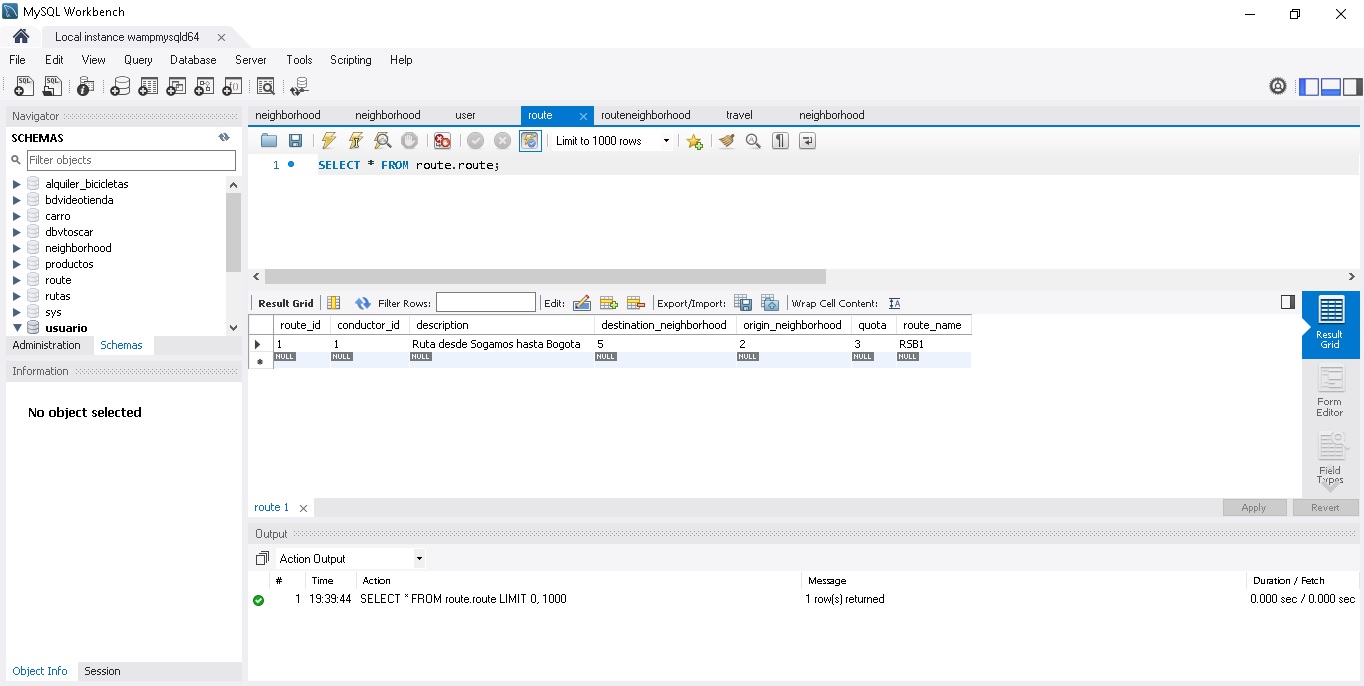 MySQL Workbench
Local instance wampmysqld64
File Edit View Query Database Server Tools Scripting Help
Navigator
SCHEMAS
Filter objects
alquiler_bicicletas
bdvideotienda
carro
dbvtoscar
neighborhood
productos
route
rutas
sys
usuario
Administration Schemas
Information
No object selected
Object Info Session
neighborhood neighborhood user route routeneighborhood travel neighborhood
Limit to 1000 rows
1 SELECT * FROM route.route;
Result Grid Filter Rows: Edit: Export/Import: Wrap Cell Content:
route_id conductor_id description destination_neighborhood origin_neighborhood quota route_name
1 1 Ruta desde Sogamos hasta Bogota 5 2 3 RSB1
NULL NULL NULL NULL NULL NULL NULL
Result
Grid
Form
Editor
Field
Types
route 1
Apply Revert
Output
Action Output
# Time Action Message Duration / Fetch
1 19:39:44 SELECT * FROM route.route LIMIT 0, 1000 1 row(s) returned 0.000 sec / 0.000 sec